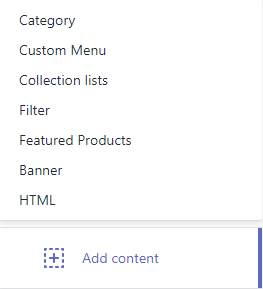 Category
Custom Menu
Collection lists
Filter
Featured Products
Banner
HTML
Add content